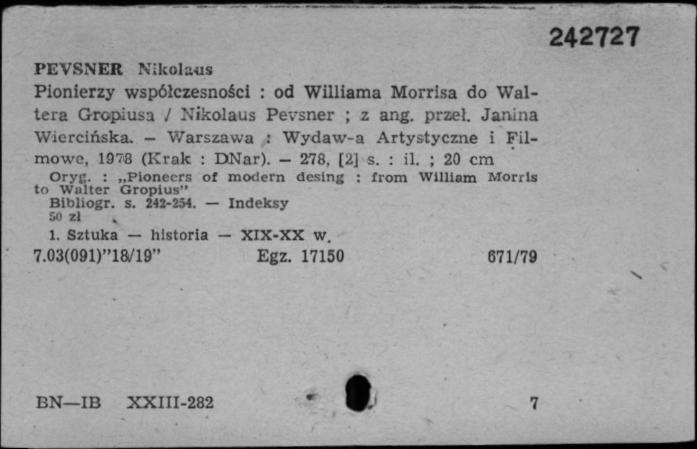 242727
PEVSNER Nikolaus
Pionierzy współczesności : od Williama Morrisa do Wal-
tera Gropiusa / Nikolaus Pevsner ; z ang. przeł. Janina
Wiercińska. — Warszawa : Wydaw-a Artystyczne i Fil-
mowe, 1978 (Krak : DNar). — 278, [2] s. : il. ; 20 cm
Oryg. : „Pioneers of modern desing : from William Morris
to Walter Gropius”
Bibliogr. s. 242-254. — Indeksy
50 zł
1. Sztuka — historia — XIX-XX w.
7.03(091)”18/19” Egz. 17150 671/79
BN—IB XXIII-282 7